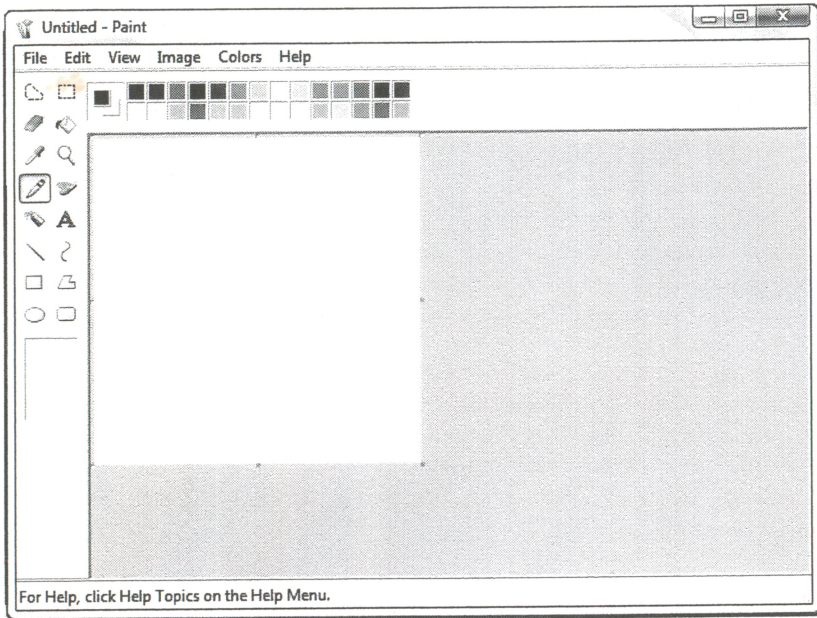 Untitled - Paint
File Edit View Image Colors Help
A
For Help, click Help Topics on the Help Menu.